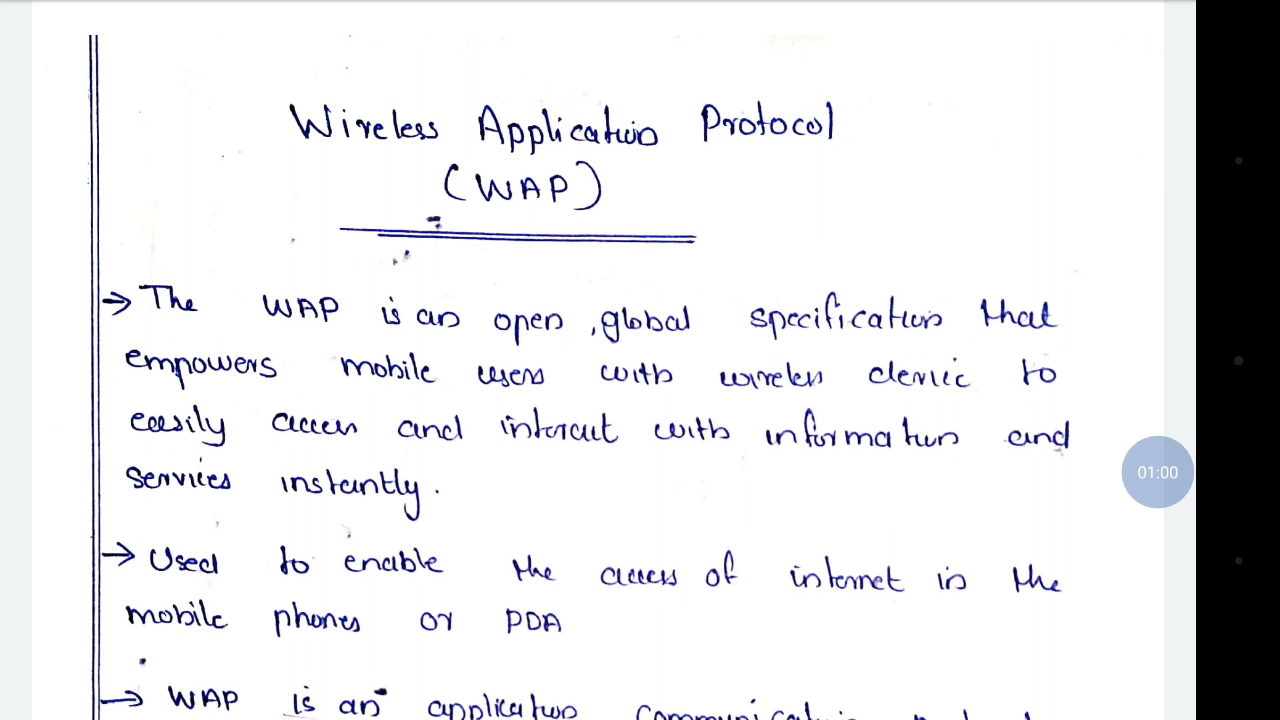 Wireless Application Protocol
(WAP)
→ The WAP is an open, global specification that
empowers mobile users with wireless device to
easily access and interact with information and
services instantly.
01:00
→ Used to enable the access of internet in the
mobile phones or PDA
→ WAP is an application communication